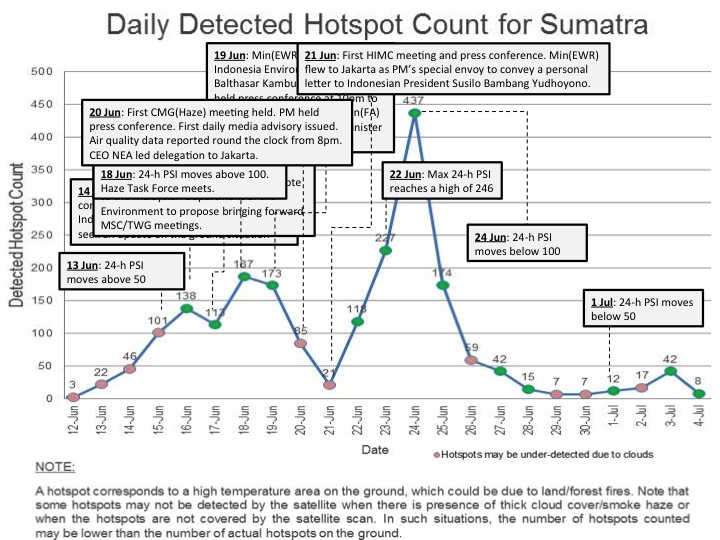 Daily Detected Hotspot Count for Sumatra
19 Jun: Min(EWR
Indonesia Enviro
Balthasar Kambu
held press conference at 10pm to
n(FA)
nister
21 Jun: First HIMC meeting and press conference. Min(EWR)
flew to Jakarta as PM's special envoy to convey a personal
letter to Indonesian President Susilo Bambang Yudhoyono.
20 Jun: First CMG(Haze) meeting held. PM held
press conference. First daily media advisory issued.
Air quality data reported round the clock from 8pm.
CEO NEA led delegation to Jakarta.
18 Jun: 24-h PSI moves above 100.
Haze Task Force meets.
Environment to propose bringing forward
MSC/TWG meetings.
14
con
Ind
22 Jun: Max 24-h PSI
reaches a high of 246
24 Jun: 24-h PSI
moves below 100
13 Jun: 24-h PSI
moves above 50
1 Jul: 24-h PSI moves
below 50
Detected Hotspot Count
500
450
400
350
300
250
200
150
100
50
0
3
22
46
101
138
113
187
173
85
21
118
227
437
174
59
42
15
7
7
12
17
42
8
12-Jun
13-Jun
14-Jun
15-Jun
16-Jun
17-Jun
18-Jun
19-Jun
20-Jun
21-Jun
22-Jun
23-Jun
24-Jun
25-Jun
26-Jun
27-Jun
28-Jun
29-Jun
30-Jun
1-Jul
2-Jul
3-Jul
4-Jul
Date
Hotspots may be under-detected due to clouds
NOTE:
A hotspot corresponds to a high temperature area on the ground, which could be due to land/forest fires. Note that
some hotspots may not be detected by the satellite when there is presence of thick cloud cover/smoke haze or
when the hotspots are not covered by the satellite scan. In such situations, the number of hotspots counted
may be lower than the number of actual hotspots on the ground.